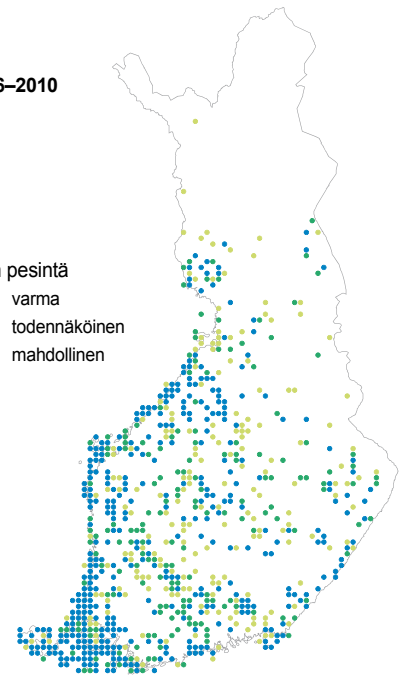 6–2010
pesintä
varma
todennäköinen
mahdollinen